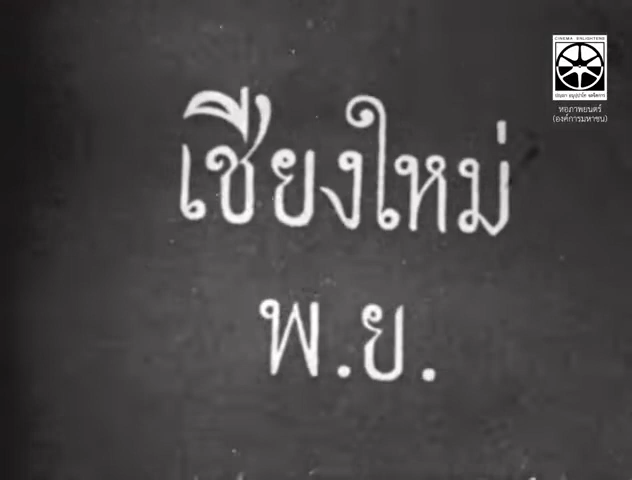 เชียงใหม่
พ.ย.
CINEMA ENLIGHTENS
หอภาพยนตร์
(องค์การมหาชน)